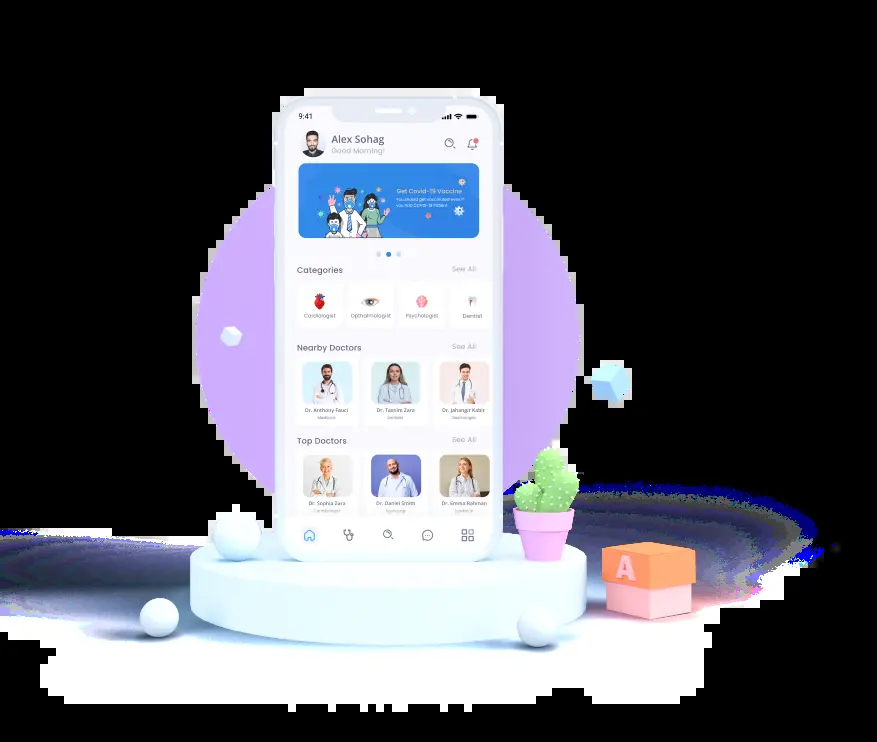 9:41
Alex Sohag
Good Morning!
Get Covid-19 Vaccine
Categories
See All
Cardiologist
Opthalmologist
Psychologist
Dentist
Nearby Doctors
See All
Dr. Anthony Fauci
Dr. Tasnim Zara
Dr. Jahangir Kabir
Top Doctors
See All
Dr. Sophia Zara
Dr. Daniel Smith
Dr. Emma Rahman
A